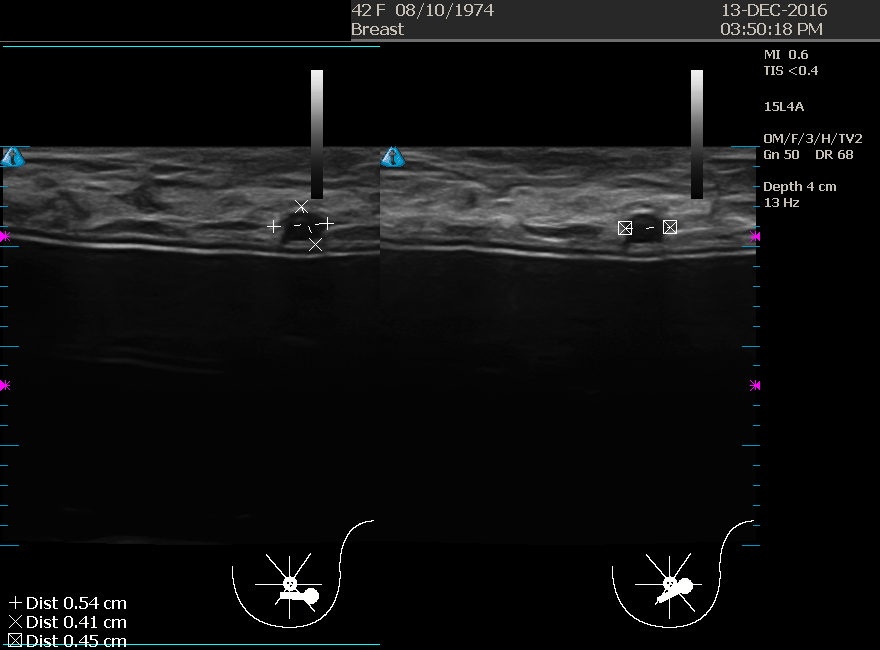 42 F 08/10/1974
13-DEC-2016
Breast
03:50:18 PM
MI 0.6
TIS <0.4
15L4A
OM/F/3/H/TV2
Gn 50 DR 68
Depth 4 cm
13 Hz
Dist 0.54 cm
Dist 0.41 cm
Dist 0.45 cm